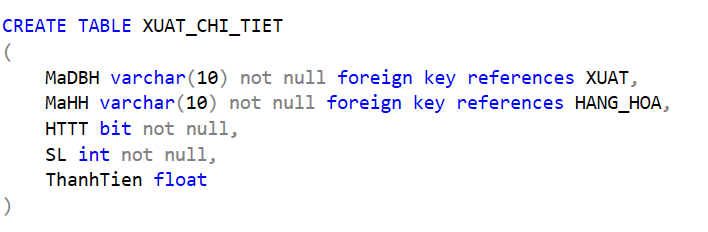 CREATE TABLE XUAT_CHI_TIET
(
MaDBH varchar(10) not null foreign key references XUAT,
MaHH varchar(10) not null foreign key references HANG_HOA,
HTTT bit not null,
SL int not null,
ThanhTien float
)